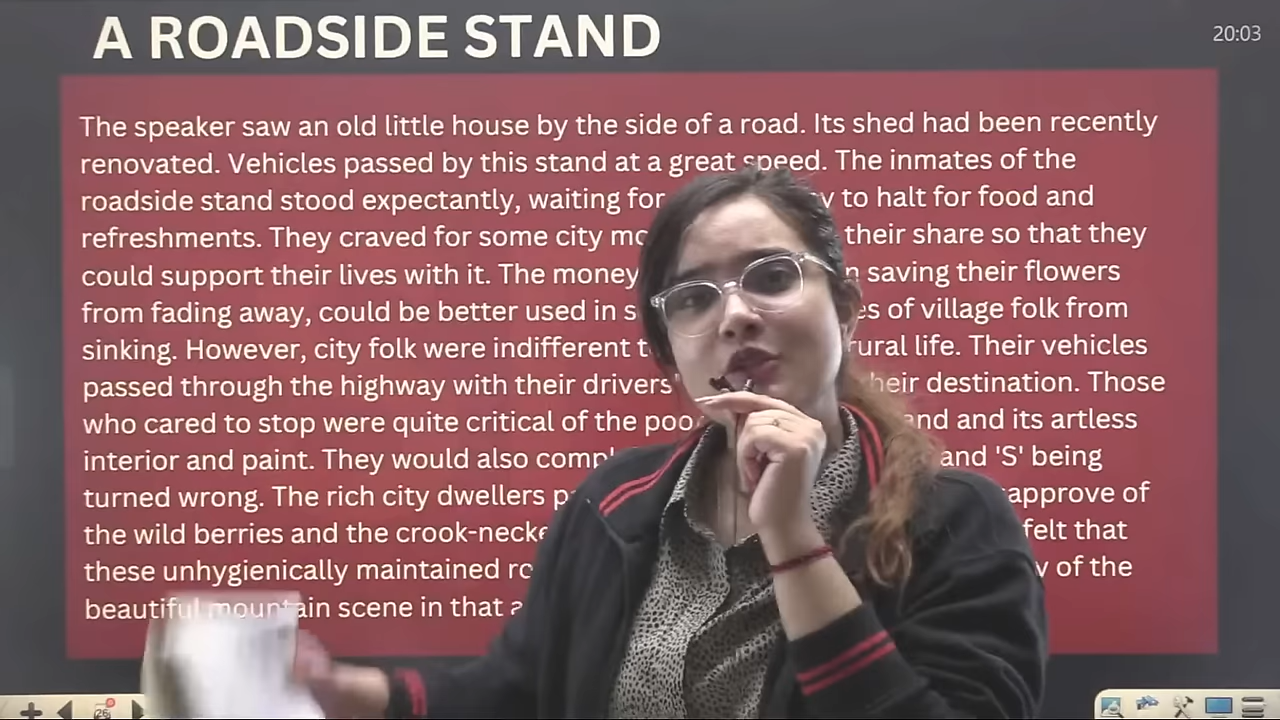 A ROADSIDE STAND
20:03
The speaker saw an old little house by the side of a road. Its shed had been recently
renovated. Vehicles passed by this stand at a great speed. The inmates of the
roadside stand stood expectantly, waiting for to halt for food and
refreshments. They craved for some city their share so that they
could support their lives with it. The money saving their flowers
from fading away, could be better used in of village folk from
sinking. However, city folk were indifferent rural life. Their vehicles
passed through the highway with their drivers' their destination. Those
who cared to stop were quite critical of the and its artless
interior and paint. They would also and 'S' being
turned wrong. The rich city dwellers of
the wild berries and the felt that
these unhygienically maintained of the
beautiful mountain scene in that